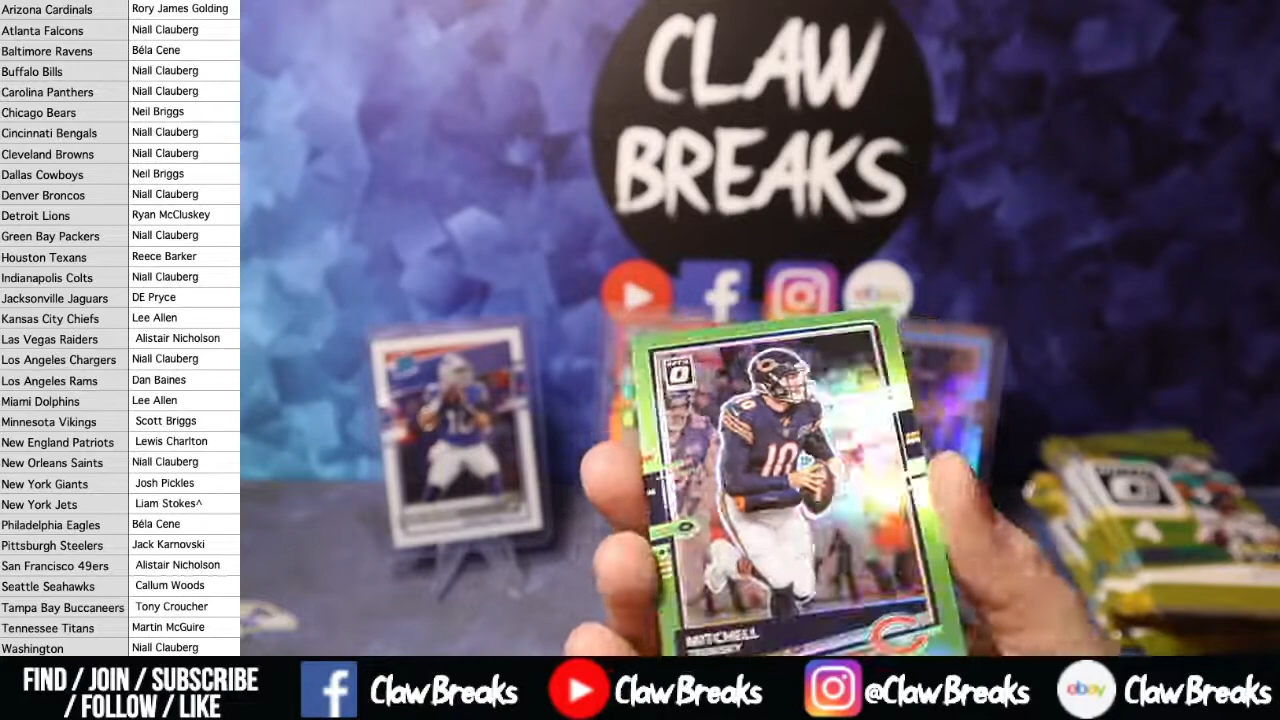 Arizona Cardinals Rory James Golding
Atlanta Falcons Niall Clauberg
Baltimore Ravens Béla Cene
Buffalo Bills Niall Clauberg
Carolina Panthers Niall Clauberg
Chicago Bears Neil Briggs
Cincinnati Bengals Niall Clauberg
Cleveland Browns Niall Clauberg
Dallas Cowboys Neil Briggs
Denver Broncos Niall Clauberg
Detroit Lions Ryan McCluskey
Green Bay Packers Niall Clauberg
Houston Texans Reece Barker
Indianapolis Colts Niall Clauberg
Jacksonville Jaguars DE Pryce
Kansas City Chiefs Lee Allen
Las Vegas Raiders Alistair Nicholson
Los Angeles Chargers Niall Clauberg
Los Angeles Rams Dan Baines
Miami Dolphins Lee Allen
Minnesota Vikings Scott Briggs
New England Patriots Lewis Charlton
New Orleans Saints Niall Clauberg
New York Giants Josh Pickles
New York Jets Liam Stokes^
Philadelphia Eagles Béla Cene
Pittsburgh Steelers Jack Karnovski
San Francisco 49ers Alistair Nicholson
Seattle Seahawks Callum Woods
Tampa Bay Buccaneers Tony Croucher
Tennessee Titans Martin McGuire
Washington Niall Clauberg
CLAW
BREAKS
ebay
10
10
MITCHELL
FIND / JOIN / SUBSCRIBE
/ FOLLOW / LIKE
ClawBreaks
ClawBreaks
@ClawBreaks
ebay
ClawBreaks